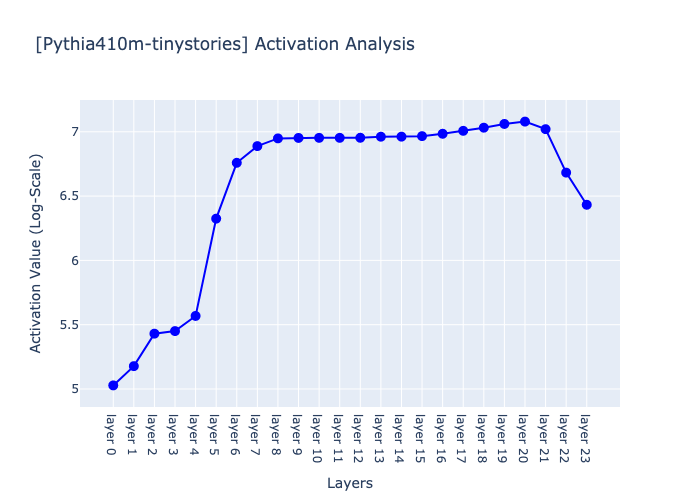 [Pythia410m-tinystories] Activation Analysis
Activation Value (Log-Scale)
7
6.5
6
5.5
5
layer 0
layer 1
layer 2
layer 3
layer 4
layer 5
layer 6
layer 7
layer 8
layer 9
layer 10
layer 11
layer 12
layer 13
layer 14
layer 15
layer 16
layer 17
layer 18
layer 19
layer 20
layer 21
layer 22
layer 23
Layers